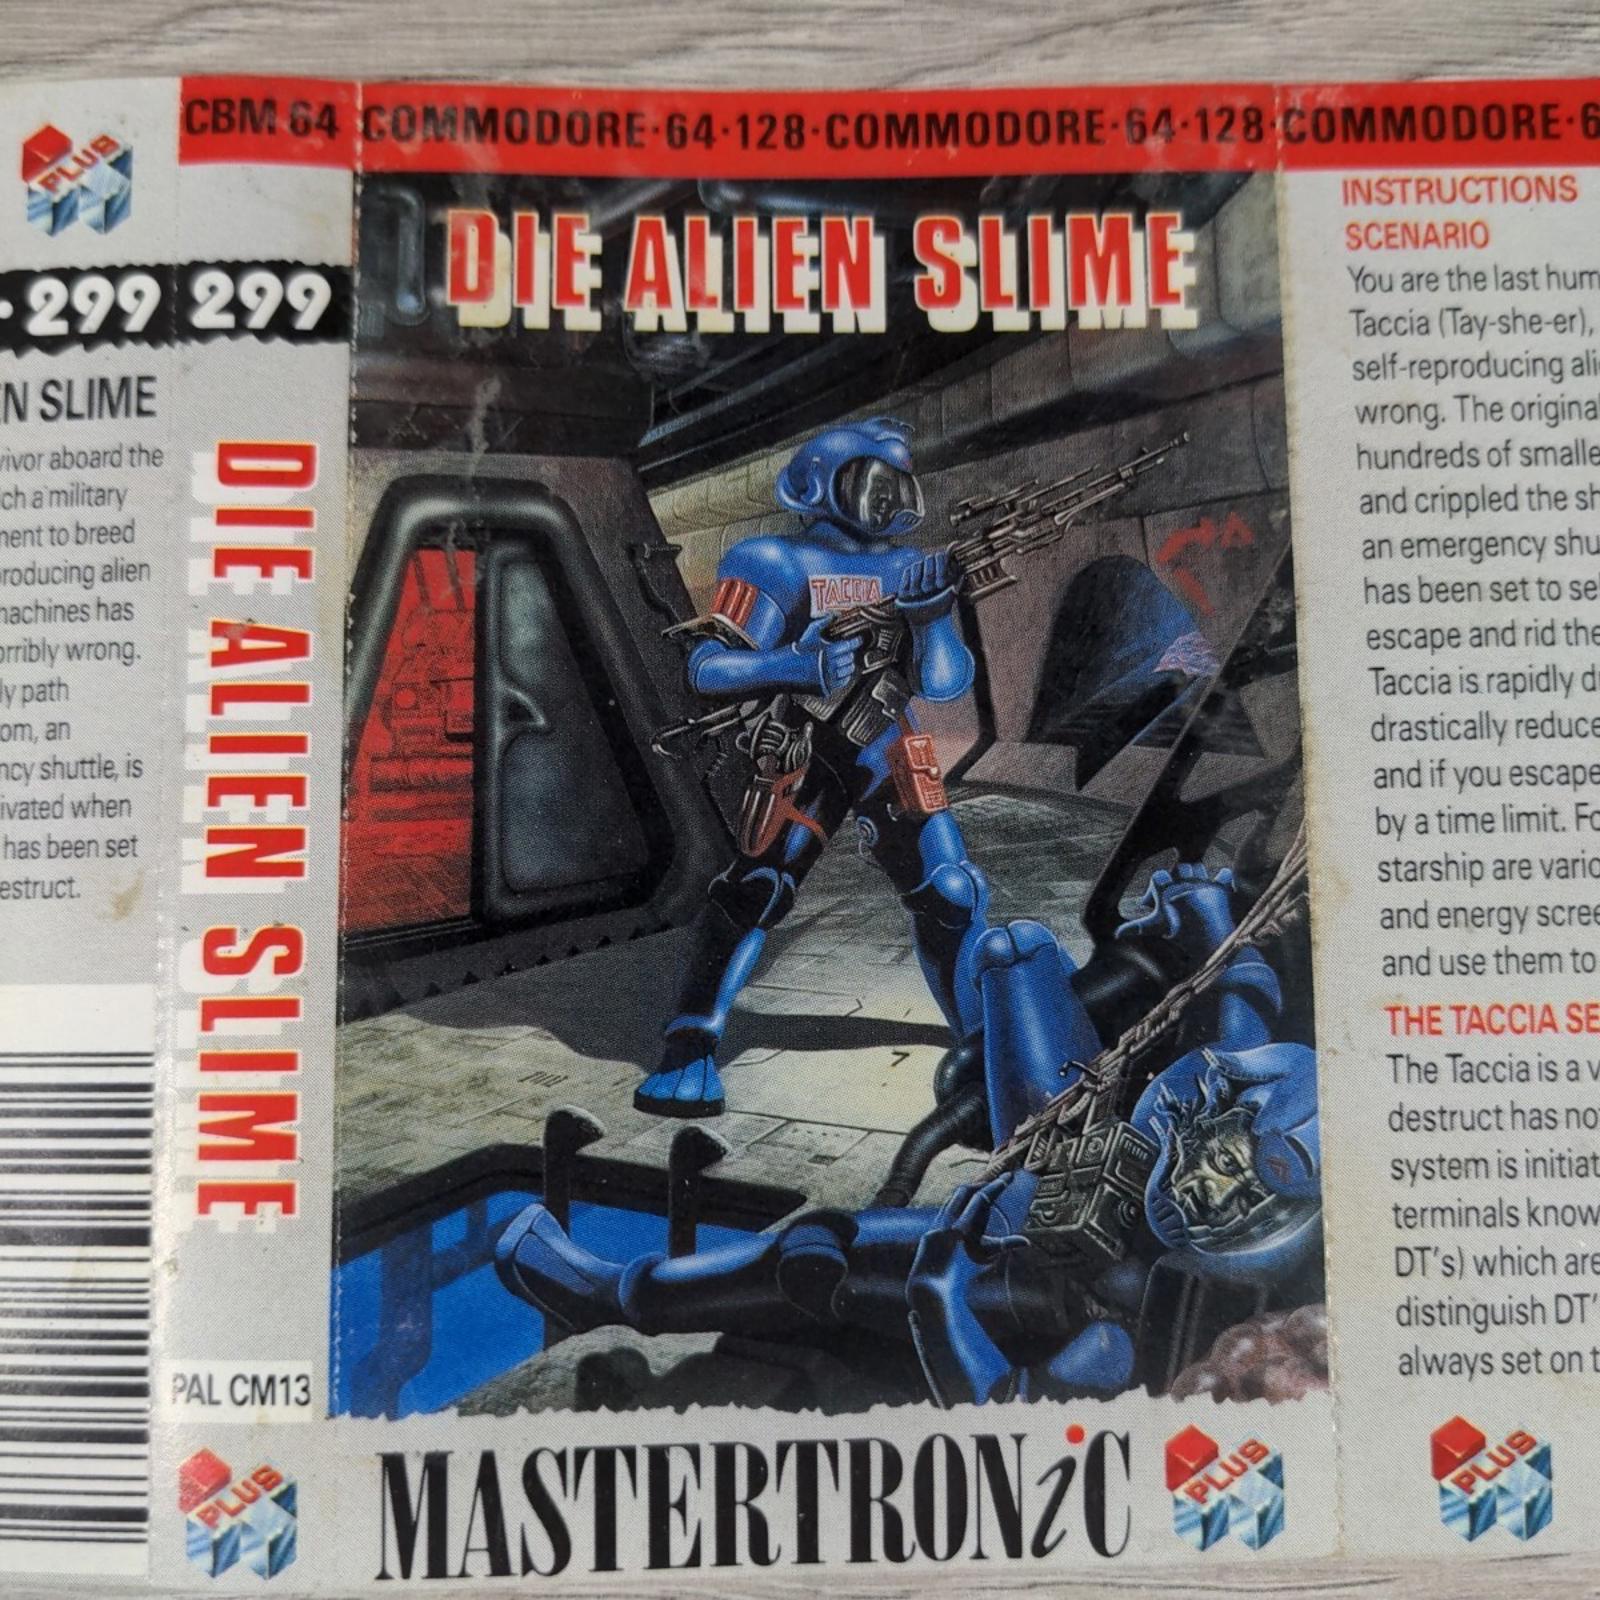 PLUS
299
EN SLIME
vivor aboard the
ch a military
ment to breed
producing alien
machines has
orribly wrong.
ly path
om, an
ncy shuttle, is
ivated when
has been set
estruct.
CBM 64
299
DIE ALIEN SLIME
PAL CM13
PLUS
COMMODORE·64·128·COMMODORE·64·128·COMMODORE·6
DIE ALIEN SLIME
TACCIA
MASTERTRONiC
PLUS
INSTRUCTIONS
SCENARIO
You are the last hum
Taccia (Tay-she-er),
self-reproducing ali
wrong. The original
hundreds of smalle
and crippled the sh
an emergency shu
has been set to sel
escape and rid the
Taccia is rapidly d
drastically reduce
and if you escape
by a time limit. Fo
starship are vario
and energy scree
and use them to
THE TACCIA SE
The Taccia is a v
destruct has no
system is initiat
terminals know
DT's) which are
distinguish DT'
always set on t
PLUS